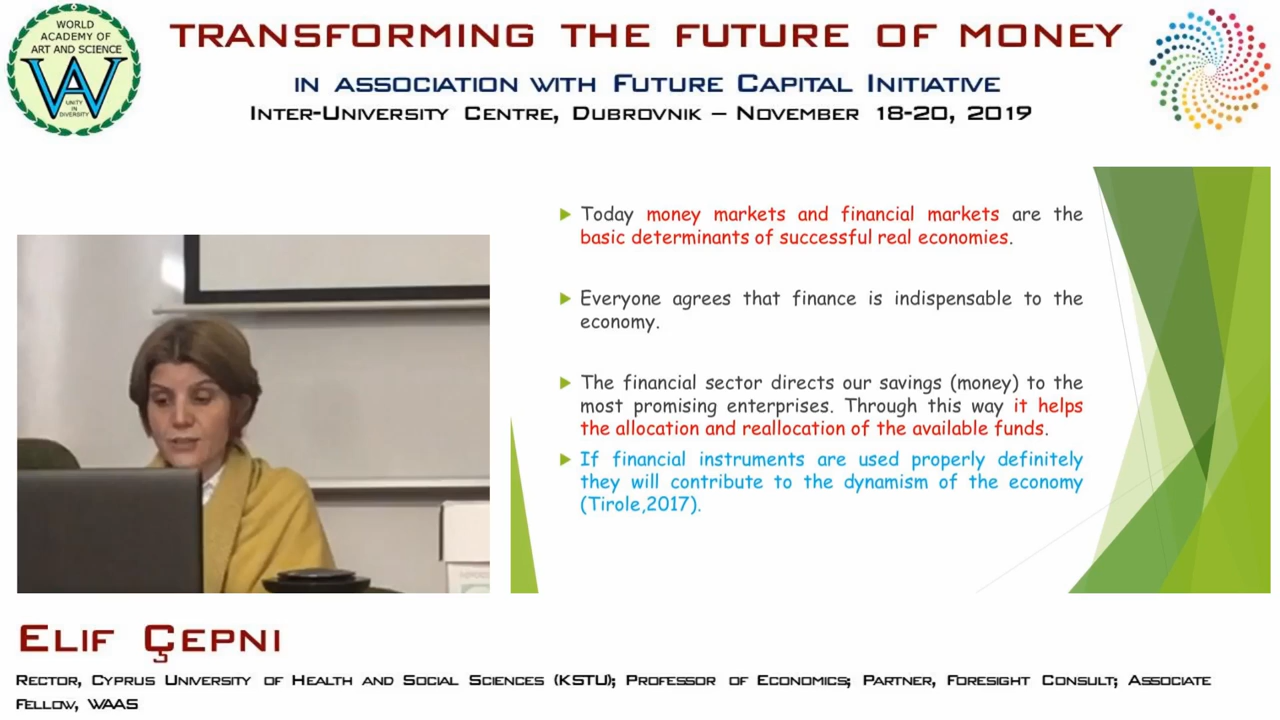 WORLD
ACADEMY OF
ART AND SCIENCE
UNITY
IN
DIVERSITY
TRANSFORMING THE FUTURE OF MONEY
IN ASSOCIATION WITH FUTURE CAPITAL INITIATIVE
INTER-UNIVERSITY CENTRE, DUBROVNIK – NOVEMBER 18-20, 2019
Today money markets and financial markets are the
basic determinants of successful real economies.
Everyone agrees that finance is indispensable to the
economy.
The financial sector directs our savings (money) to the
most promising enterprises. Through this way it helps
the allocation and reallocation of the available funds.
If financial instruments are used properly definitely
they will contribute to the dynamism of the economy
(Tirole,2017).
ELIF ÇEPNI
RECTOR, CYPRUS UNIVERSITY OF HEALTH AND SOCIAL SCIENCES (KSTU); PROFESSOR OF ECONOMICS; PARTNER, FORESIGHT CONSULT; ASSOCIATE
FELLOW, WAAS